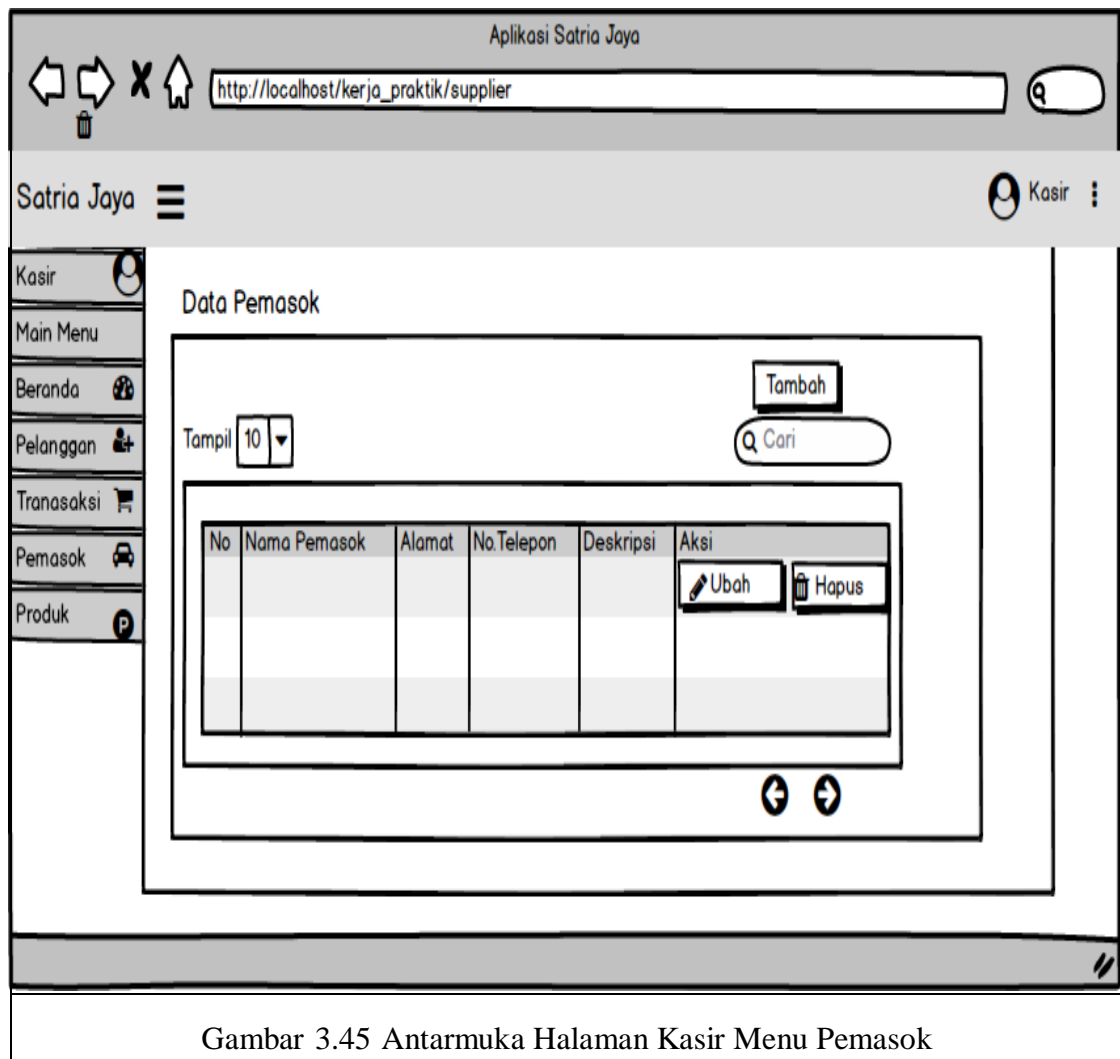 Aplikasi Satria Jaya
http://localhost/kerja_praktik/supplier
Satria Jaya
Kasir
Kasir
Main Menu
Beranda
Pelanggan
Tranasaksi
Pemasok
Produk
P
Data Pemasok
Tambah
Tampil 10
Cari
No Nama Pemasok Alamat No.Telepon Deskripsi Aksi
Ubah Hapus
Gambar 3.45 Antarmuka Halaman Kasir Menu Pemasok